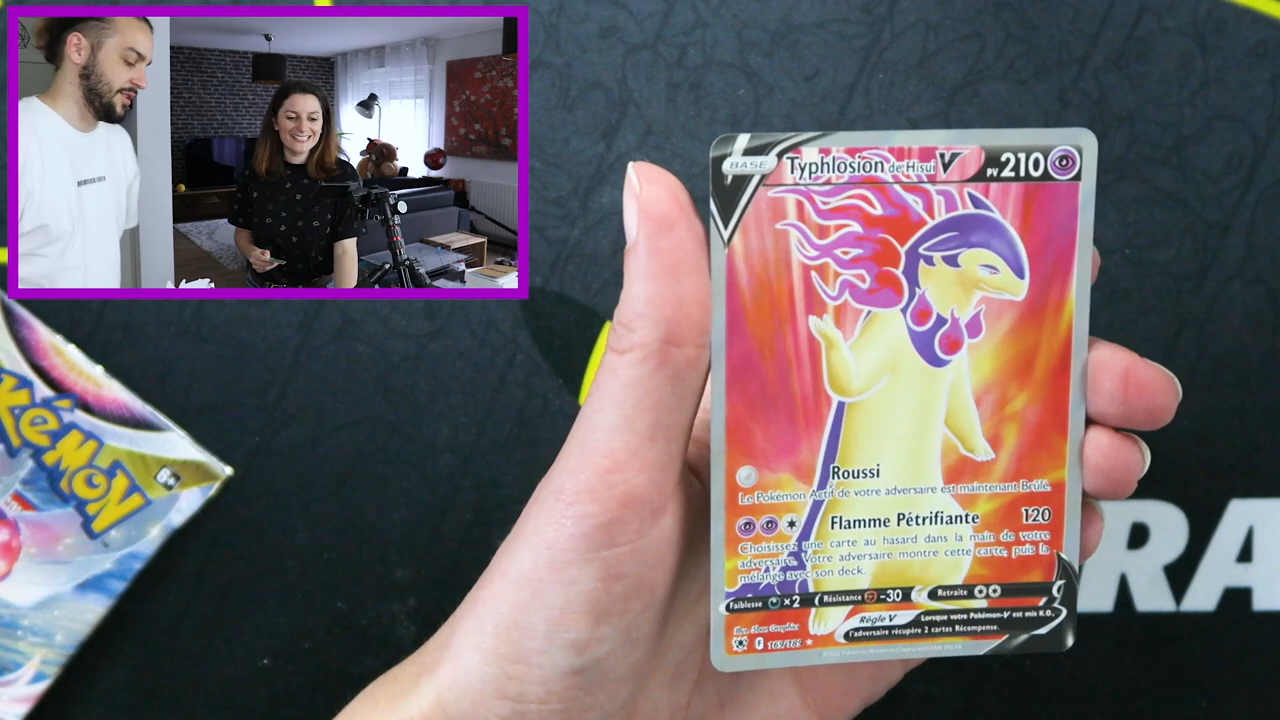 BASE Typhlosion de Hisui V PV 210
Roussi
Le Pokémon Actif de votre adversaire est maintenant Brûlé.
Flamme Pétrifiante 120
Choisissez une carte au hasard dans la main de votre
adversaire. Votre adversaire montre cette carte, puis la
mélange avec son deck.
Faiblesse ×2 Résistance -30 Retraite
Règle V Lorsque votre Pokémon-V est mis K.O.,
l'adversaire récupère 2 cartes Récompense.
F 169/189
Pokémon
6+
RA